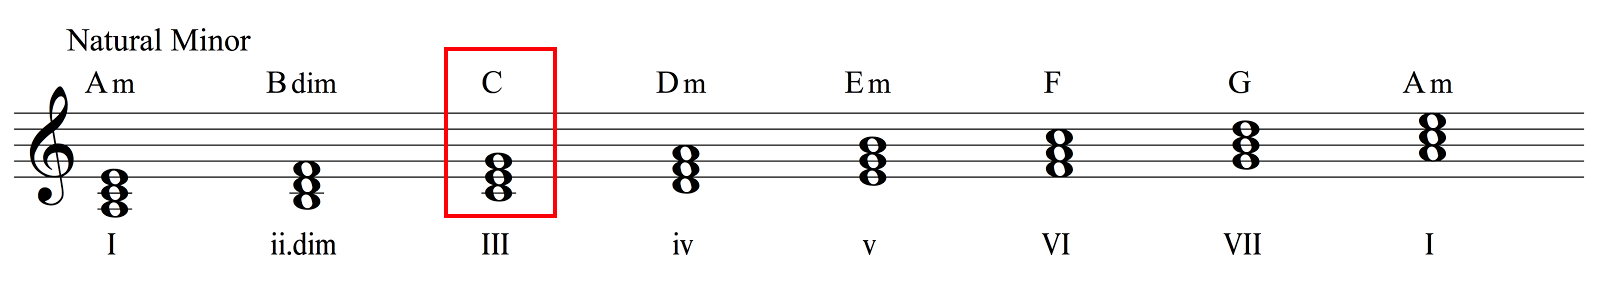 Natural Minor
Am Bdim C Dm Em F G Am
I ii.dim III iv v VI VII I